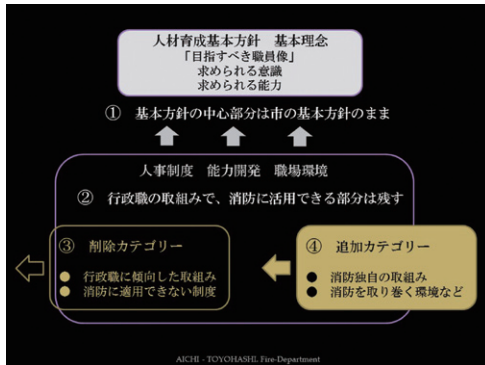 人材育成基本方針　基本理念
「目指すべき職員像」
求められる意識
求められる能力
①　基本方針の中心部分は市の基本方針のまま
人事制度　能力開発　職場環境
②　行政職の取組みで、消防に活用できる部分は残す
③　削除カテゴリー
● 行政職に傾向した取組み
● 消防に適用できない制度
④　追加カテゴリー
● 消防独自の取組み
● 消防を取り巻く環境など
AICHI - TOYOHASHI. Fire-Department